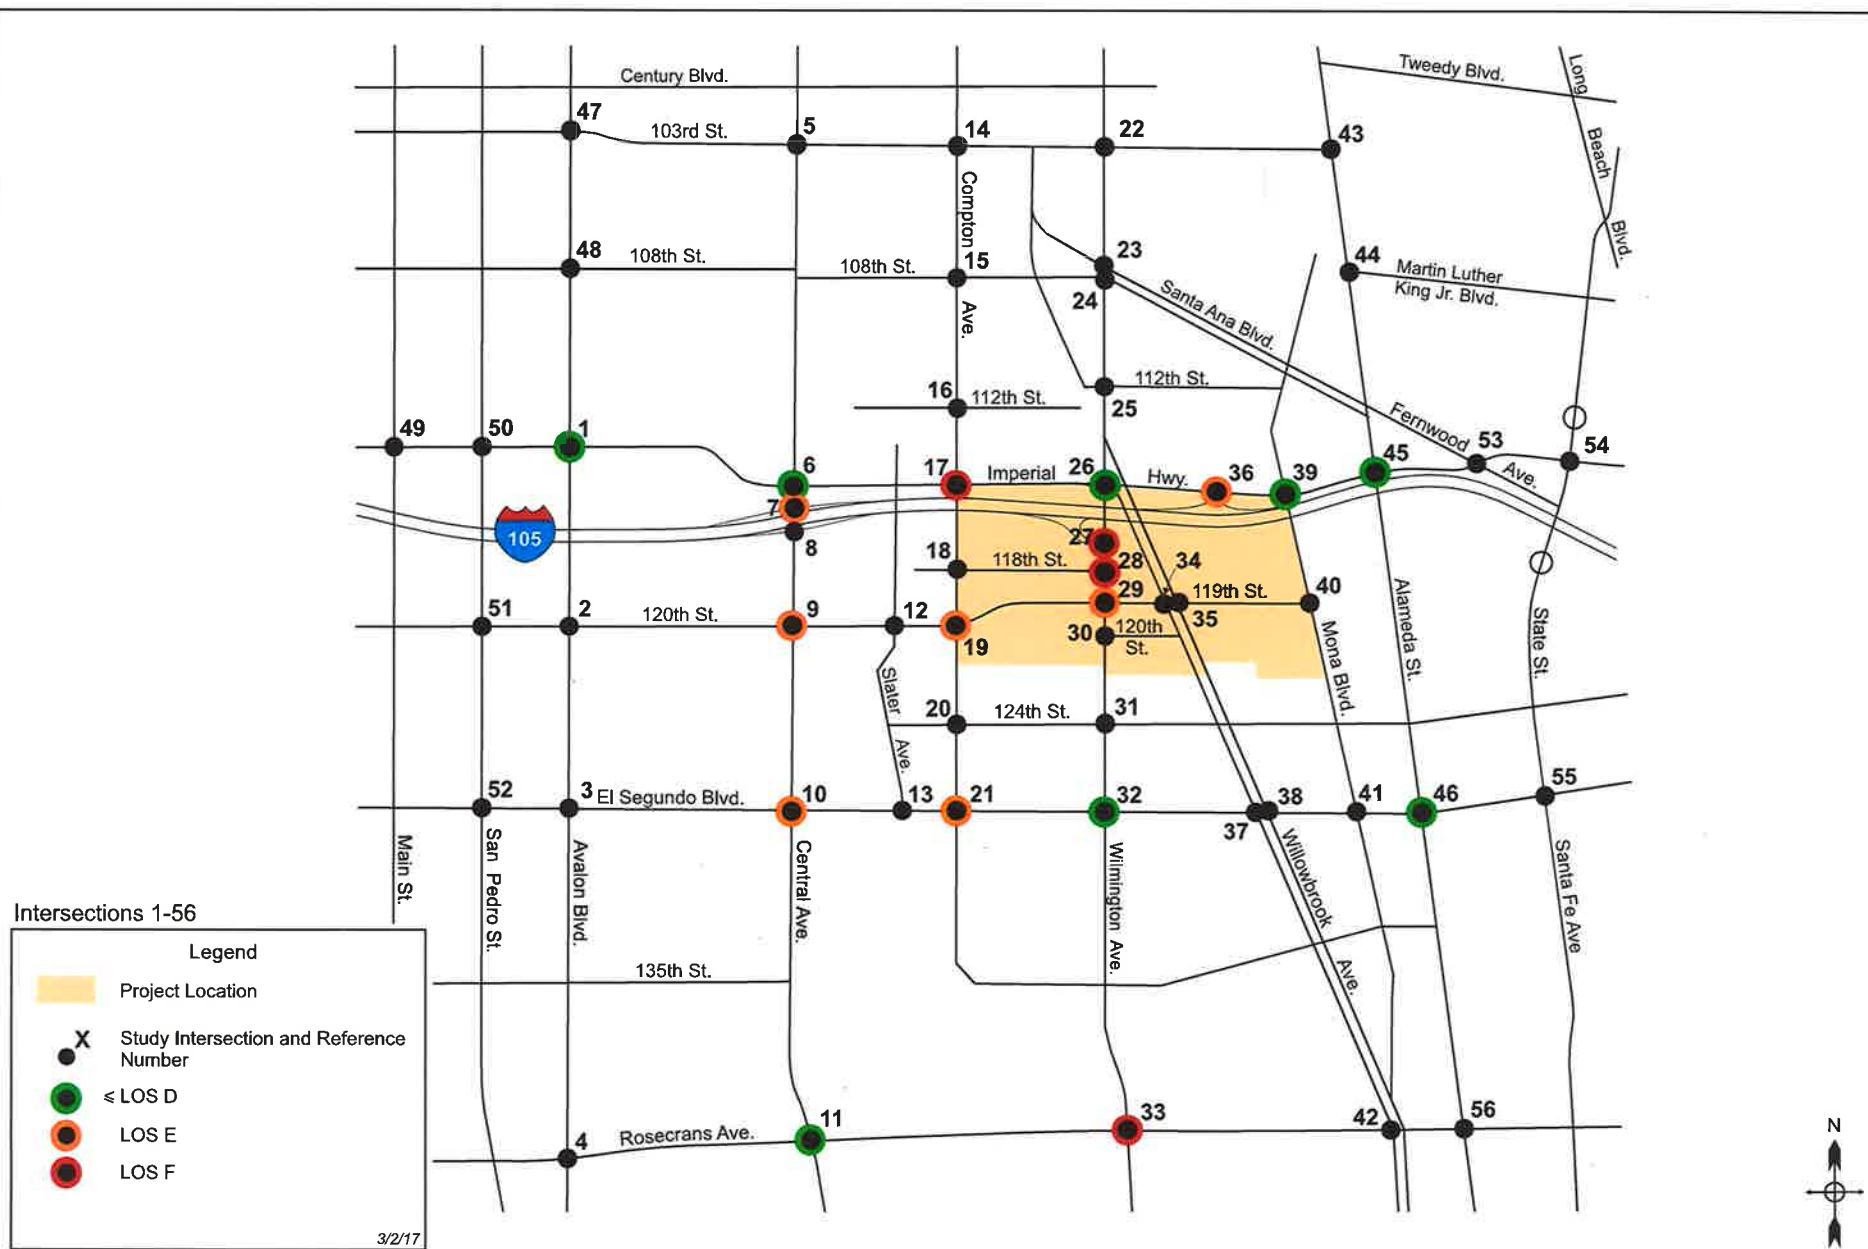 Century Blvd.
Tweedy Blvd.
Long
Beach
Blvd.
47
103rd St.
5
14
22
43
Compton
Ave.
48
108th St.
108th St.
15
23
24
44
Martin Luther
King Jr. Blvd.
Santa Ana Blvd.
16
112th St.
112th St.
25
Fernwood
Ave.
49
50
1
6
17
Imperial
26
Hwy.
36
39
45
53
54
7
8
105
27
18
118th St.
28
34
29
119th St.
40
35
51
2
120th St.
9
12
19
30
120th
St.
Slater
Ave.
Mona Blvd.
Alameda St.
State St.
20
124th St.
31
52
3
El Segundo Blvd.
10
13
21
32
37
38
41
46
55
Main St.
San Pedro St.
Avalon Blvd.
Central Ave.
Wilmington Ave.
Willowbrook
Ave.
Santa Fe Ave
135th St.
4
Rosecrans Ave.
11
33
42
56
Intersections 1-56
Legend
Project Location
X
Study Intersection and Reference
Number
≤ LOS D
LOS E
LOS F
3/2/17
N